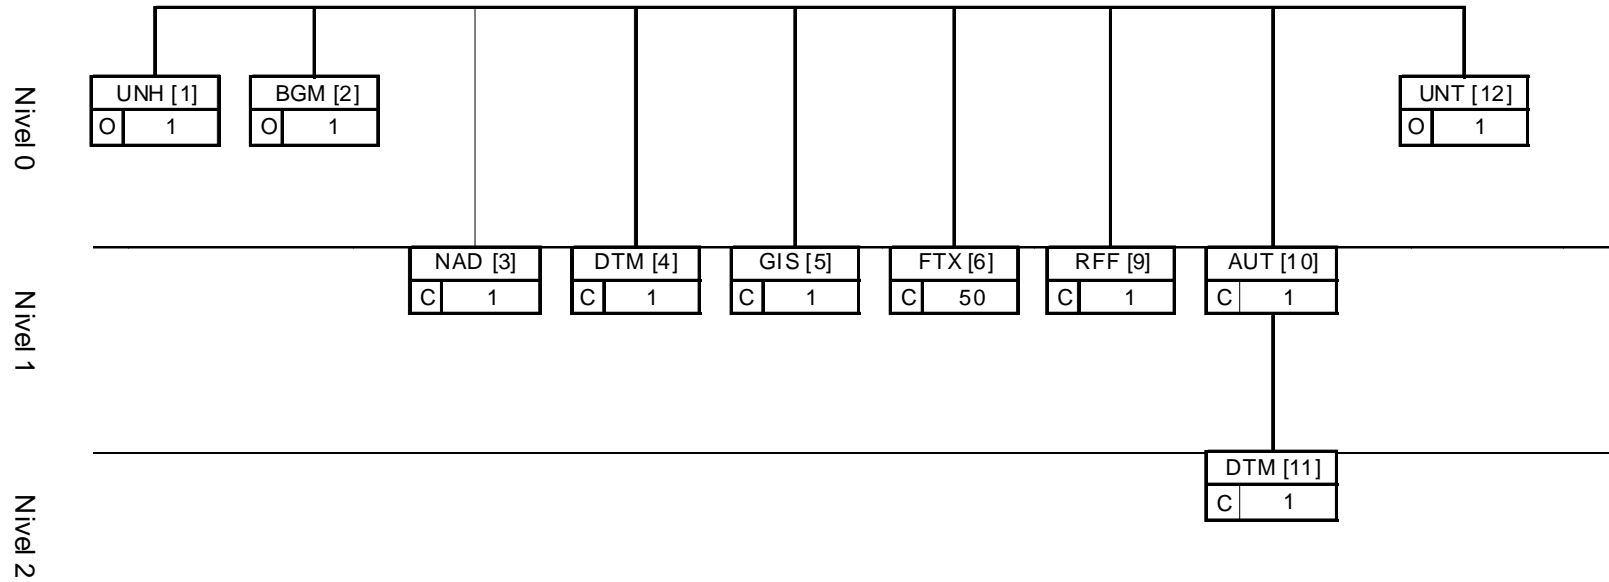 Nivel 0
UNH [1]
O 1
BGM [2]
O 1
UNT [12]
O 1
Nivel 1
NAD [3]
C 1
DTM [4]
C 1
GIS [5]
C 1
FTX [6]
C 50
RFF [9]
C 1
AUT [10]
C 1
Nivel 2
DTM [11]
C 1